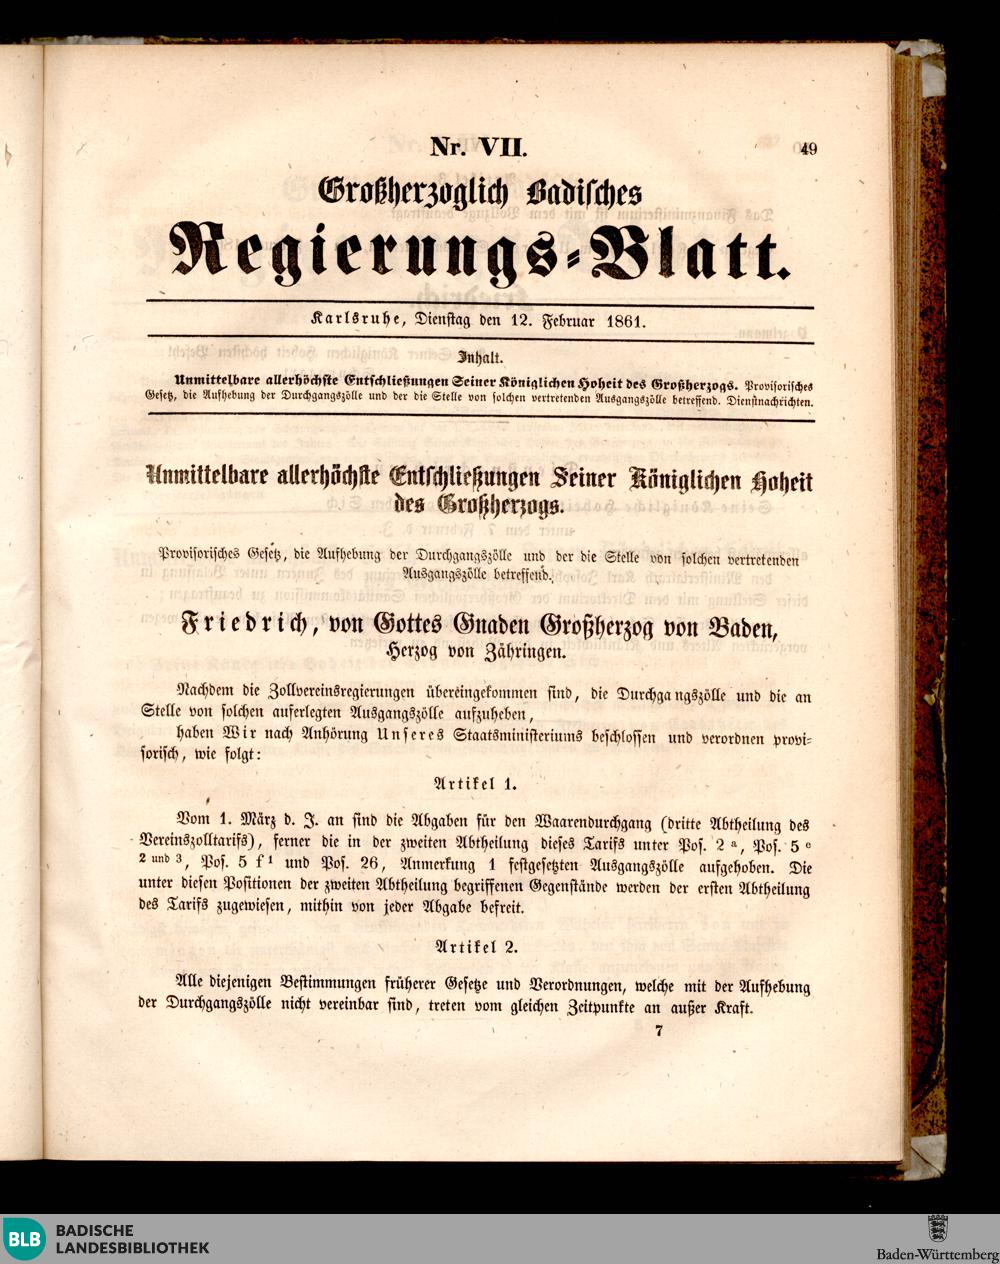 Nr. VII.
49
Großherzoglich Badisches
Regierungs-Blatt.
Karlsruhe, Dienstag den 12. Februar 1861.
Inhalt.
Unmittelbare allerhöchste Entschließungen Seiner Königlichen Hoheit des Großherzogs. Provisorisches
Gesetz, die Aufhebung der Durchgangszölle und der die Stelle von solchen vertretenden Ausgangszölle betreffend. Dienstnachrichten.
Unmittelbare allerhöchste Entschließungen Seiner Königlichen Hoheit
des Großherzogs.
Provisorisches Gesetz, die Aufhebung der Durchgangszölle und der die Stelle von solchen vertretenden
Ausgangszölle betreffend.
Friedrich, von Gottes Gnaden Großherzog von Baden,
Herzog von Zähringen.
Nachdem die Zollvereinsregierungen übereingekommen sind, die Durchgangszölle und die an
Stelle von solchen auferlegten Ausgangszölle aufzuheben,
haben Wir nach Anhörung Unseres Staatsministeriums beschlossen und verordnen provi-
sorisch, wie folgt:
Artikel 1.
Vom 1. März d. J. an sind die Abgaben für den Waarendurchgang (dritte Abtheilung des
Vereinszolltarifs), ferner die in der zweiten Abtheilung dieses Tarifs unter Pos. 2 a, Pos. 5 e
2 und 3, Pos. 5 f 1 und Pos. 26, Anmerkung 1 festgesetzten Ausgangszölle aufgehoben. Die
unter diesen Positionen der zweiten Abtheilung begriffenen Gegenstände werden der ersten Abtheilung
des Tarifs zugewiesen, mithin von jeder Abgabe befreit.
Artikel 2.
Alle diejenigen Bestimmungen früherer Gesetze und Verordnungen, welche mit der Aufhebung
der Durchgangszölle nicht vereinbar sind, treten vom gleichen Zeitpunkte an außer Kraft.
7
BLB
BADISCHE
LANDESBIBLIOTHEK
Baden-Württemberg